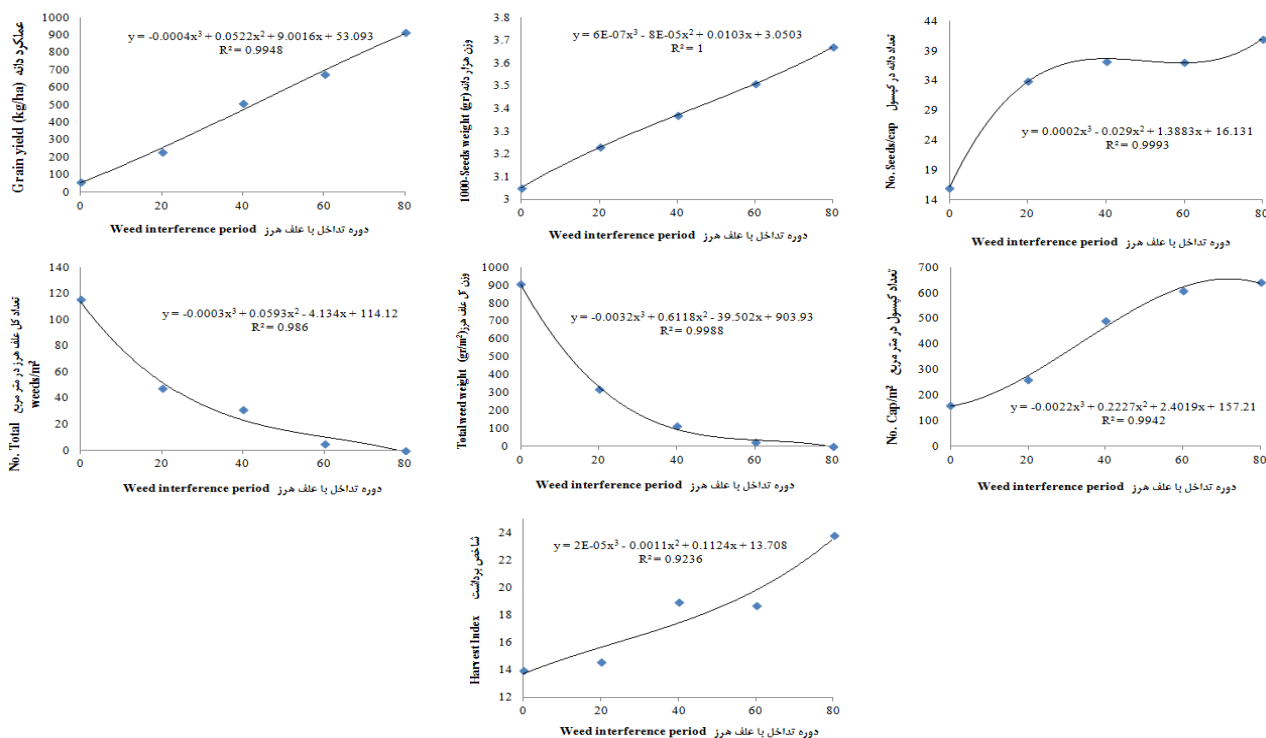 عملکرد دانه Grain yield (kg/ha)
1000
900
800
700
600
500
400
300
200
100
0
y = -0.0004x³ + 0.0522x² + 9.0016x + 53.093
R² = 0.9948
0 20 40 60 80
Weed interference period دوره تداخل با علف هرز
وزن هزار دانه 1000-Seeds weight (gr)
3.8
3.7
3.6
3.5
3.4
3.3
3.2
3.1
3
y = 6E-07x³ - 8E-05x² + 0.0103x + 3.0503
R² = 1
0 20 40 60 80
Weed interference period دوره تداخل با علف هرز
تعداد دانه در کپسول No. Seeds/cap
44
39
34
29
24
19
14
y = 0.0002x³ - 0.029x² + 1.3883x + 16.131
R² = 0.9993
0 20 40 60 80
Weed interference period دوره تداخل با علف هرز
تعداد کل علف هرز در متر مربع No. Total
weeds/m²
140
120
100
80
60
40
20
0
y = -0.0003x³ + 0.0593x² - 4.134x + 114.12
R² = 0.986
0 20 40 60 80
Weed interference period دوره تداخل با علف هرز
وزن کل علف هرز Total weed weight (gr/m²)
1000
900
800
700
600
500
400
300
200
100
0
y = -0.0032x³ + 0.6118x² - 39.502x + 903.93
R² = 0.9988
0 20 40 60 80
Weed interference period دوره تداخل با علف هرز
تعداد کپسول در متر مربع No. Cap/m²
700
600
500
400
300
200
100
0
y = -0.0022x³ + 0.2227x² + 2.4019x + 157.21
R² = 0.9942
0 20 40 60 80
Weed interference period دوره تداخل با علف هرز
شاخص برداشت Harvest Index
24
22
20
18
16
14
12
y = 2E-05x³ - 0.0011x² + 0.1124x + 13.708
R² = 0.9236
0 20 40 60 80
Weed interference period دوره تداخل با علف هرز